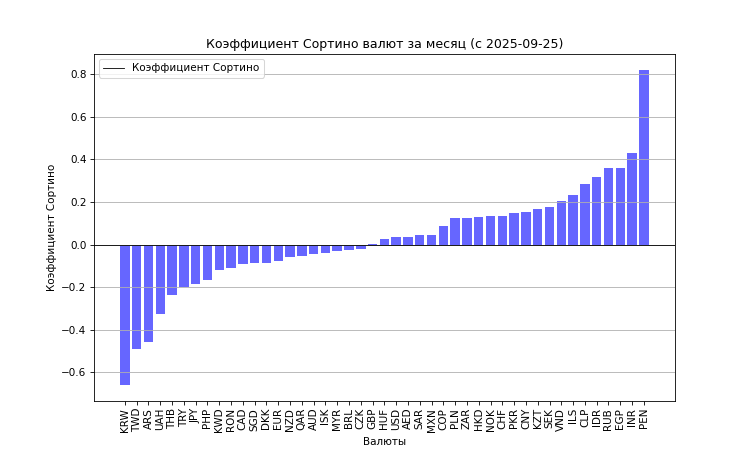 Коэффициент Сортино валют за месяц (с 2025-09-25)
Коэффициент Сортино
Коэффициент Сортино
0.8
0.6
0.4
0.2
0.0
−0.2
−0.4
−0.6
KRW TWD ARS UAH THB TRY JPY PHP KWD RON CAD SGD DKK EUR NZD QAR AUD ISK MYR BRL CZK GBP HUF USD AED SAR MXN COP PLN ZAR HKD NOK CHF PKR CNY KZT SEK VND ILS CLP IDR RUB EGP INR PEN
Валюты